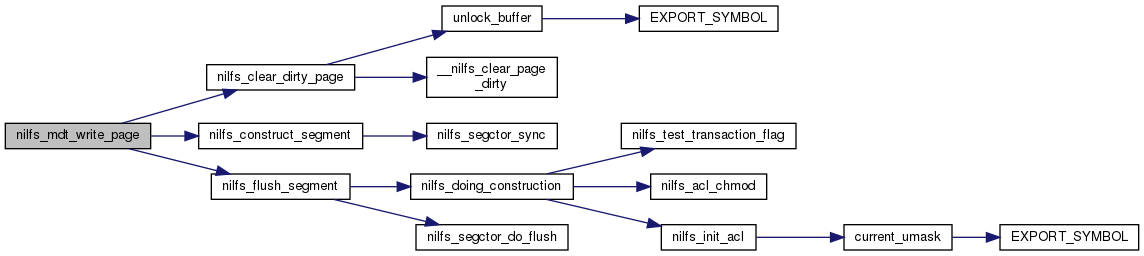 unlock_buffer
EXPORT_SYMBOL
nilfs_clear_dirty_page
__nilfs_clear_page
_dirty
nilfs_mdt_write_page
nilfs_construct_segment
nilfs_segctor_sync
nilfs_test_transaction_flag
nilfs_flush_segment
nilfs_doing_construction
nilfs_acl_chmod
nilfs_segctor_do_flush
nilfs_init_acl
current_umask
EXPORT_SYMBOL